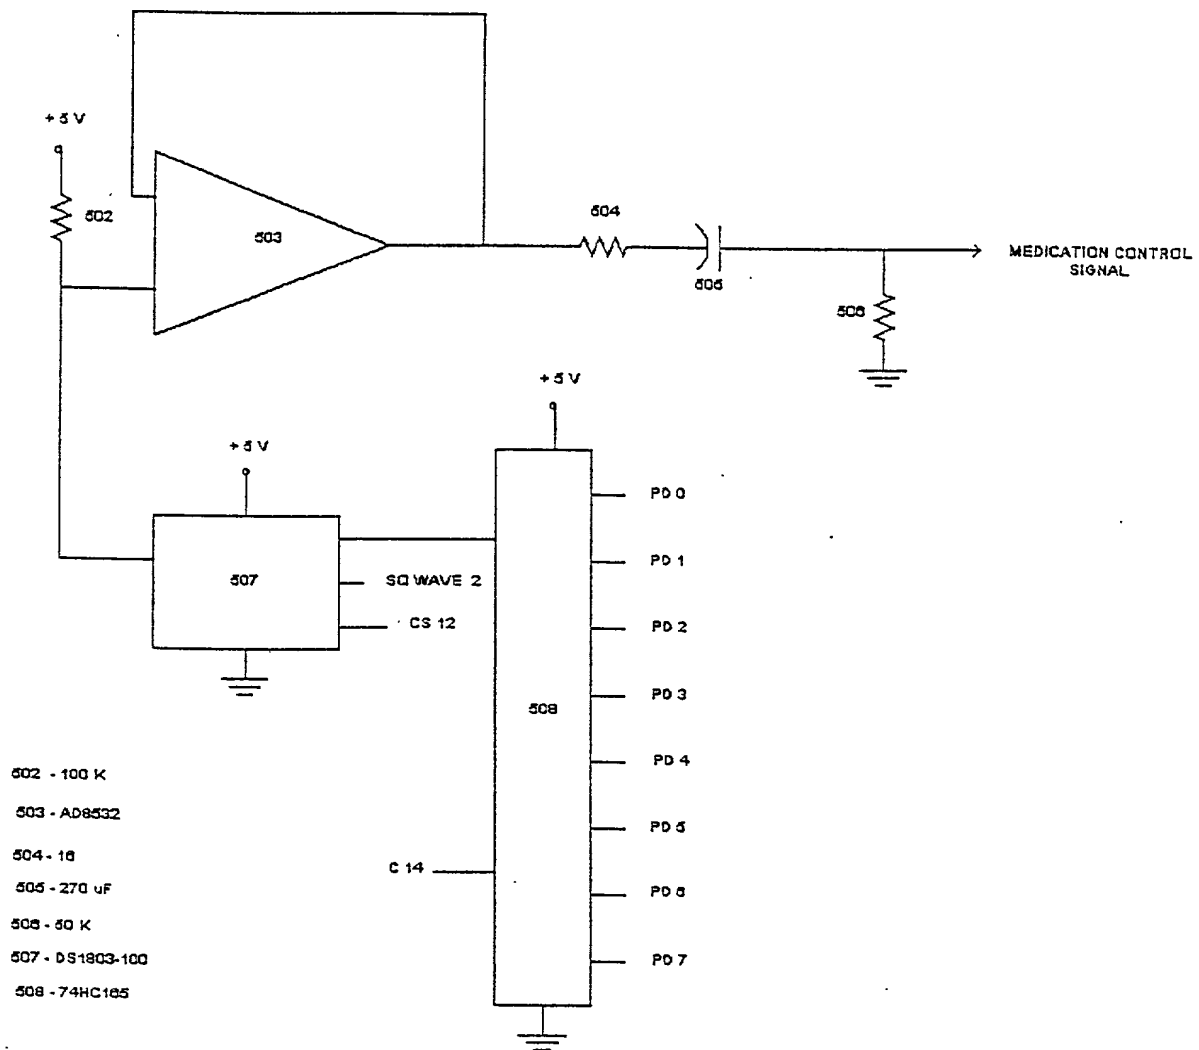 +5 V
502
503
504
505
MEDICATION CONTROL
SIGNAL
506
+5 V
+5 V
507
SQ WAVE 2
CS 12
508
PD 0
PD 1
PD 2
PD 3
PD 4
PD 5
PD 6
PD 7
C 14
502 - 100 K
503 - AD8532
504 - 16
505 - 270 uF
506 - 50 K
507 - DS1803-100
508 - 74HC165